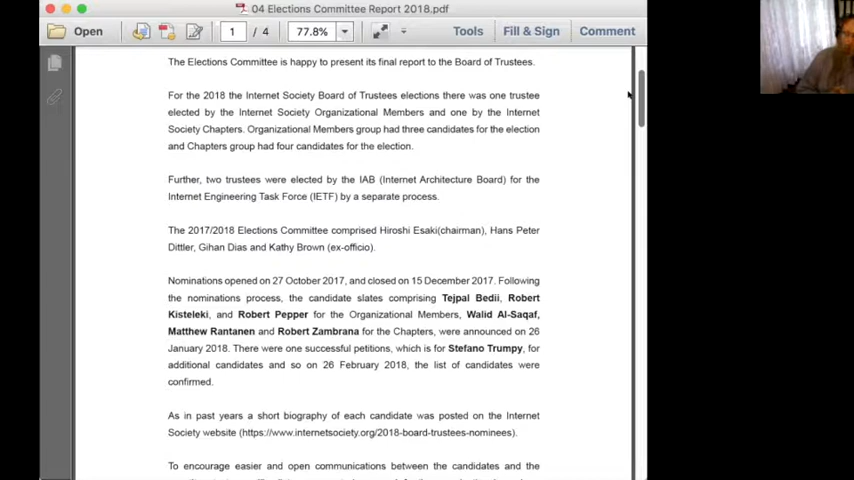 04 Elections Committee Report 2018.pdf
Open
1 / 4
77.8%
Tools
Fill & Sign
Comment
The Elections Committee is happy to present its final report to the Board of Trustees.
For the 2018 the Internet Society Board of Trustees elections there was one trustee
elected by the Internet Society Organizational Members and one by the Internet
Society Chapters. Organizational Members group had three candidates for the election
and Chapters group had four candidates for the election.
Further, two trustees were elected by the IAB (Internet Architecture Board) for the
Internet Engineering Task Force (IETF) by a separate process.
The 2017/2018 Elections Committee comprised Hiroshi Esaki(chairman), Hans Peter
Dittler, Gihan Dias and Kathy Brown (ex-officio).
Nominations opened on 27 October 2017, and closed on 15 December 2017. Following
the nominations process, the candidate slates comprising Tejpal Bedii, Robert
Kisteleki, and Robert Pepper for the Organizational Members, Walid Al-Saqaf,
Matthew Rantanen and Robert Zambrana for the Chapters, were announced on 26
January 2018. There were one successful petitions, which is for Stefano Trumpy, for
additional candidates and so on 26 February 2018, the list of candidates were
confirmed.
As in past years a short biography of each candidate was posted on the Internet
Society website (https://www.internetsociety.org/2018-board-trustees-nominees).
To encourage easier and open communications between the candidates and the